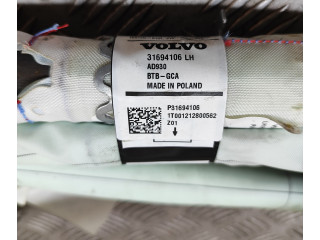 VOLVO
31694106 LH
AD930
BTB-GCA
MADE IN POLAND
P31694106
1T001212800562
Z01